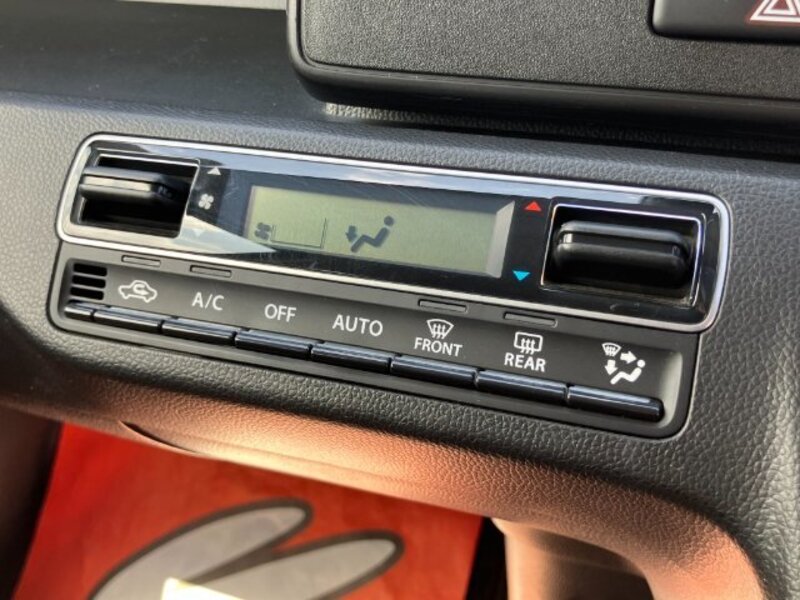 A/C OFF AUTO FRONT REAR